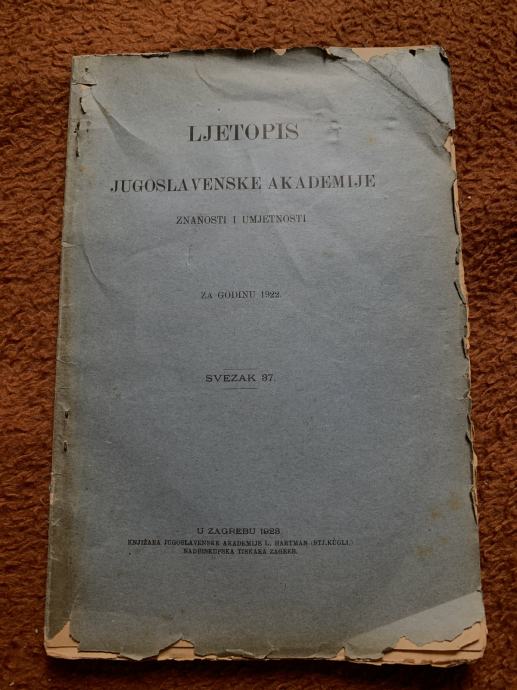 LJETOPIS
JUGOSLAVENSKE AKADEMIJE
ZNANOSTI I UMJETNOSTI
ZA GODINU 1922.
SVEZAK 37.
U ZAGREBU 1923.
KNJIŽARA JUGOSLAVENSKE AKADEMIJE L. HARTMAN (STJ. KUGLI.)
NADBISKUPSKA TISKARA ZAGREB.